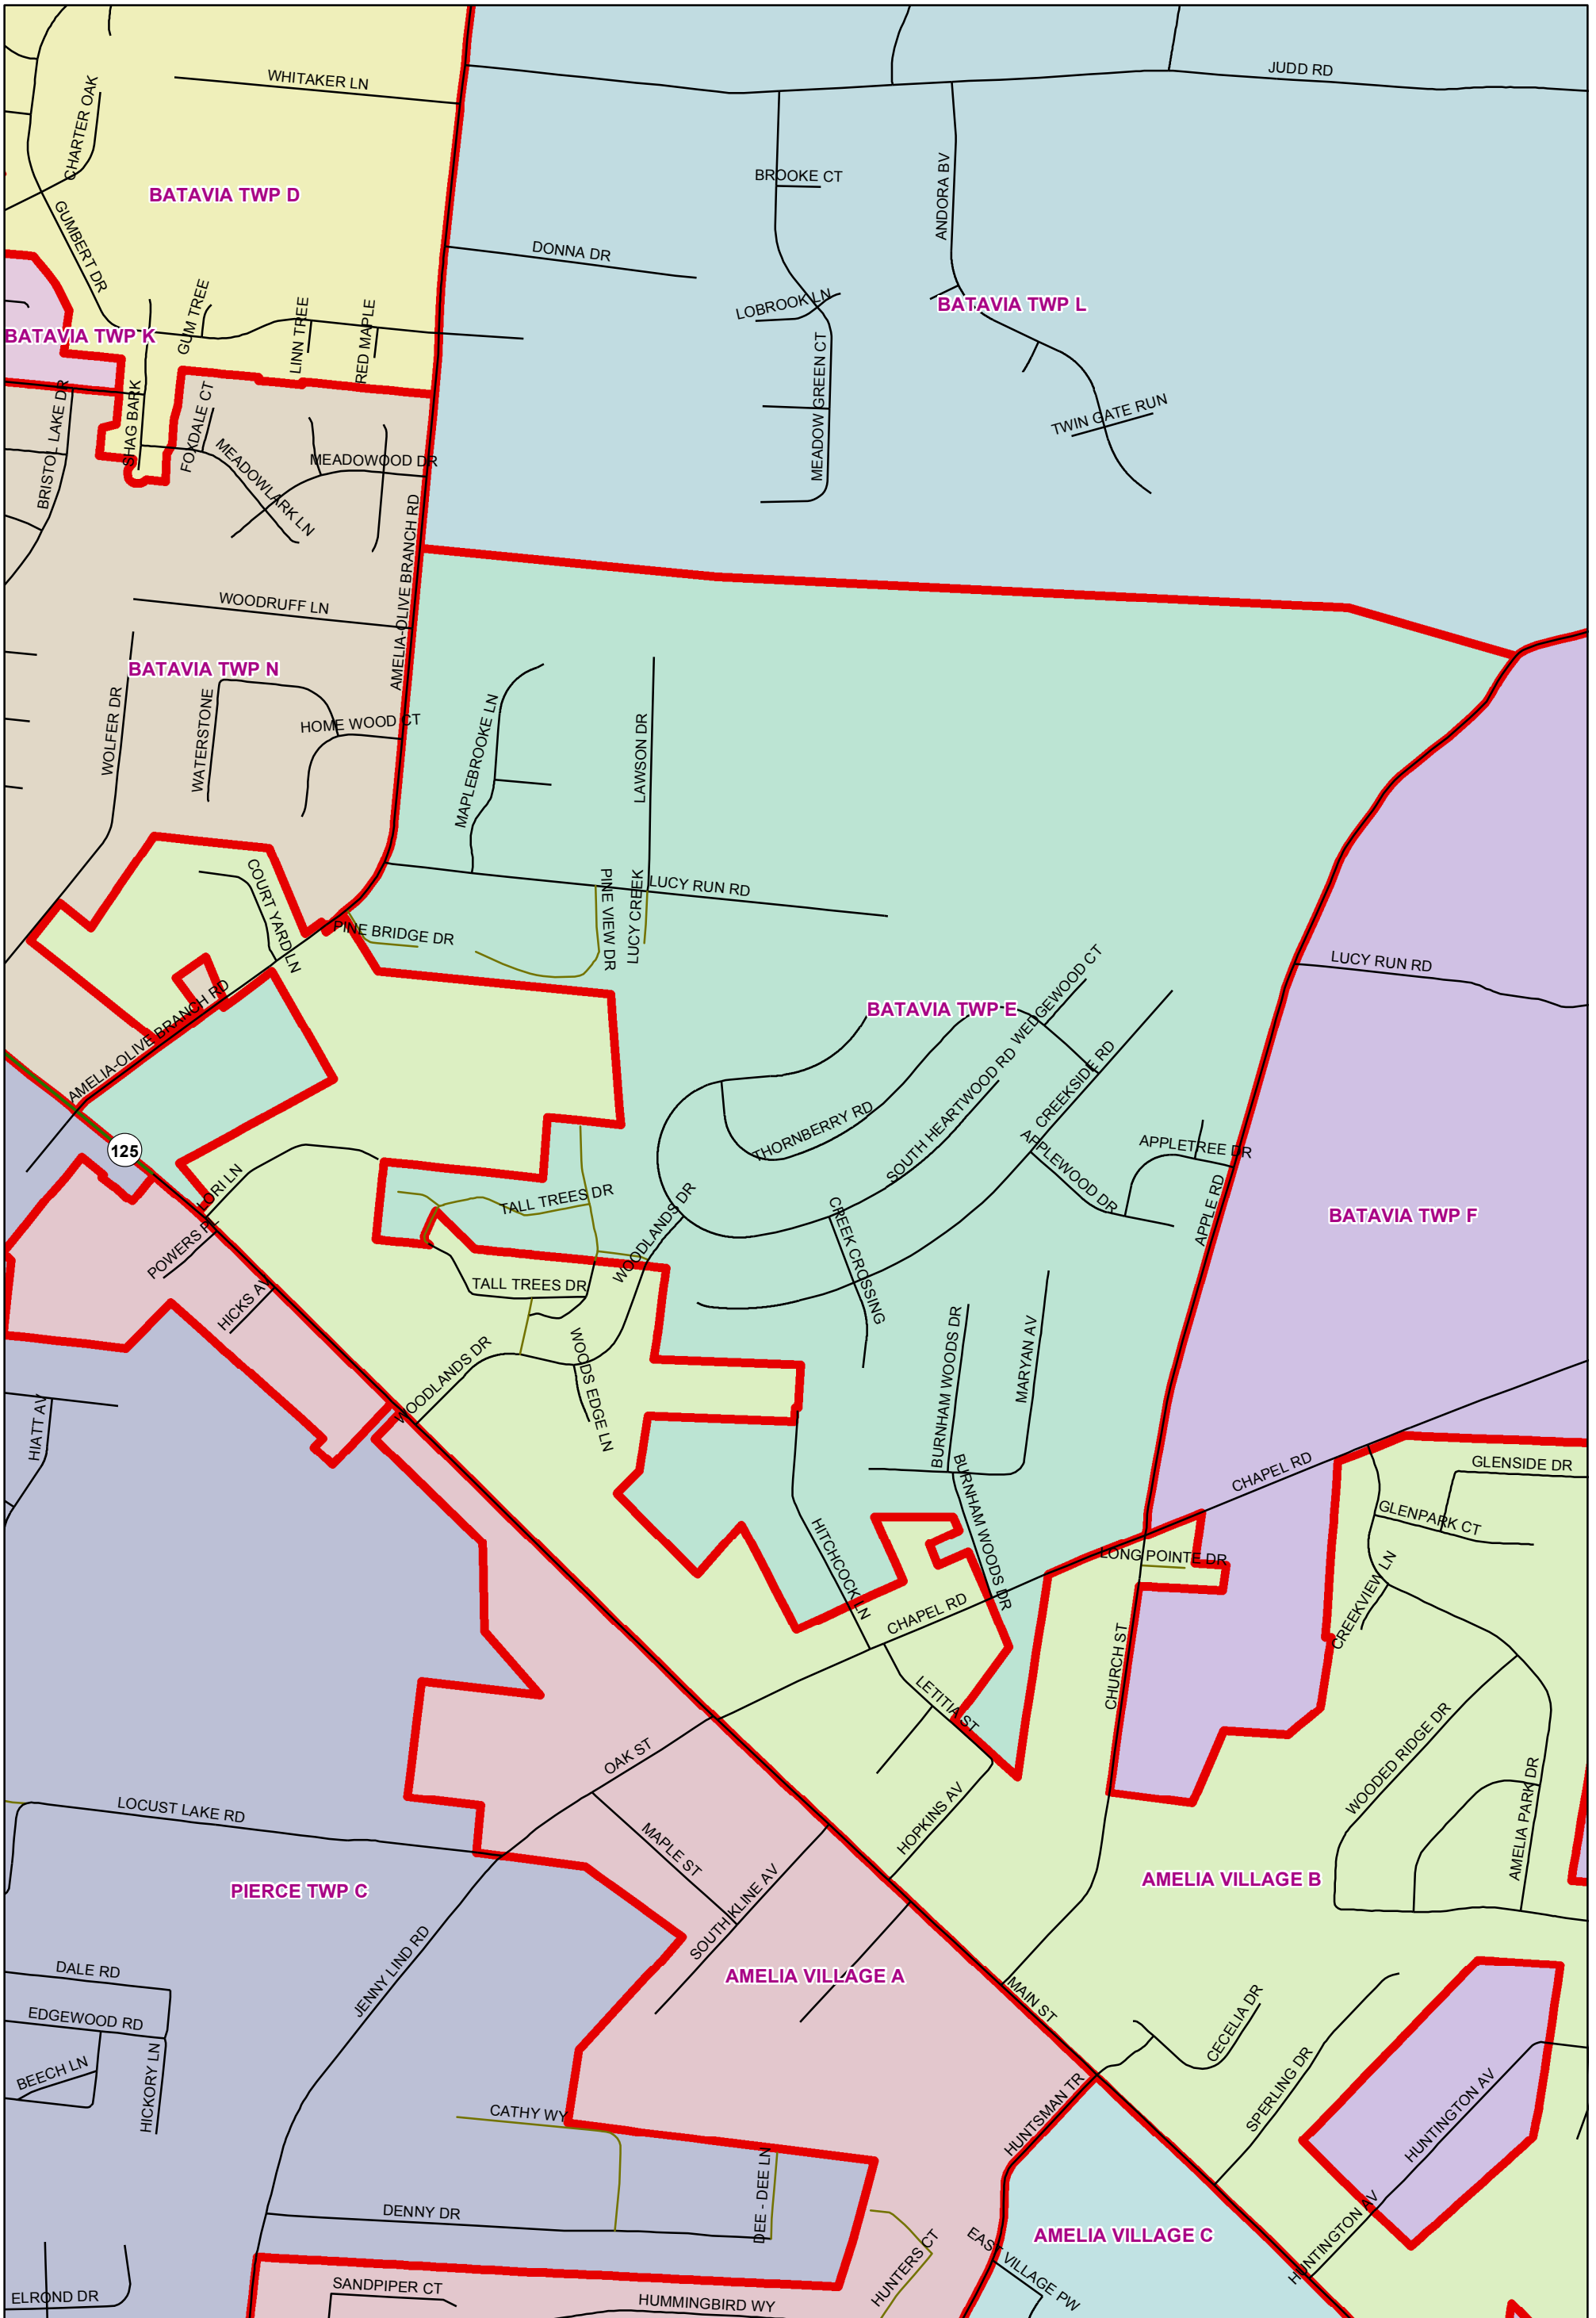 WHITAKER LN
JUDD RD
CHARTER OAK
BATAVIA TWP D
BROOKE CT
ANDORA BV
GUMBERT DR
DONNA DR
BATAVIA TWP K
GUM TREE
LINN TREE
RED MAPLE
LOBROOK LN
BATAVIA TWP L
BRISTOL LAKE DR
SHAG BARK
FOXDALE CT
MEADOWLARK LN
MEADOWOOD DR
MEADOW GREEN CT
TWIN GATE RUN
AMELIA-OLIVE BRANCH RD
WOODRUFF LN
BATAVIA TWP N
WOLFER DR
WATERSTONE
HOME WOOD CT
MAPLEBROOKE LN
LAWSON DR
COURT YARD LN
PINE BRIDGE DR
PINE VIEW DR
LUCY CREEK
LUCY RUN RD
LUCY RUN RD
AMELIA-OLIVE BRANCH RD
BATAVIA TWP E
WEDGEWOOD CT
125
THORNBERRY RD
SOUTH HEARTWOOD RD
CREEKSIDE RD
APPLEWOOD DR
APPLETREE DR
APPLE RD
BATAVIA TWP F
LORI LN
POWERS PL
HICKS AV
TALL TREES DR
TALL TREES DR
WOODLANDS DR
CREEK CROSSING
WOODLANDS DR
WOODS EDGE LN
BURNHAM WOODS DR
MARYAN AV
HIATT AV
BURNHAM WOODS DR
HITCHCOCK LN
CHAPEL RD
CHAPEL RD
LONG POINTE DR
GLENSIDE DR
GLENPARK CT
CREEKVIEW LN
CHURCH ST
LETITIA ST
OAK ST
LOCUST LAKE RD
MAPLE ST
SOUTH KLINE AV
HOPKINS AV
WOODED RIDGE DR
AMELIA PARK DR
AMELIA VILLAGE B
PIERCE TWP C
JENNY LIND RD
DALE RD
EDGEWOOD RD
BEECH LN
HICKORY LN
AMELIA VILLAGE A
MAIN ST
CECELIA DR
SPERLING DR
HUNTINGTON AV
HUNTSMAN TR
CATHY WY
DEE - DEE LN
DENNY DR
AMELIA VILLAGE C
HUNTINGTON AV
HUNTERS CT
EAST VILLAGE PW
ELROND DR
SANDPIPER CT
HUMMINGBIRD WY